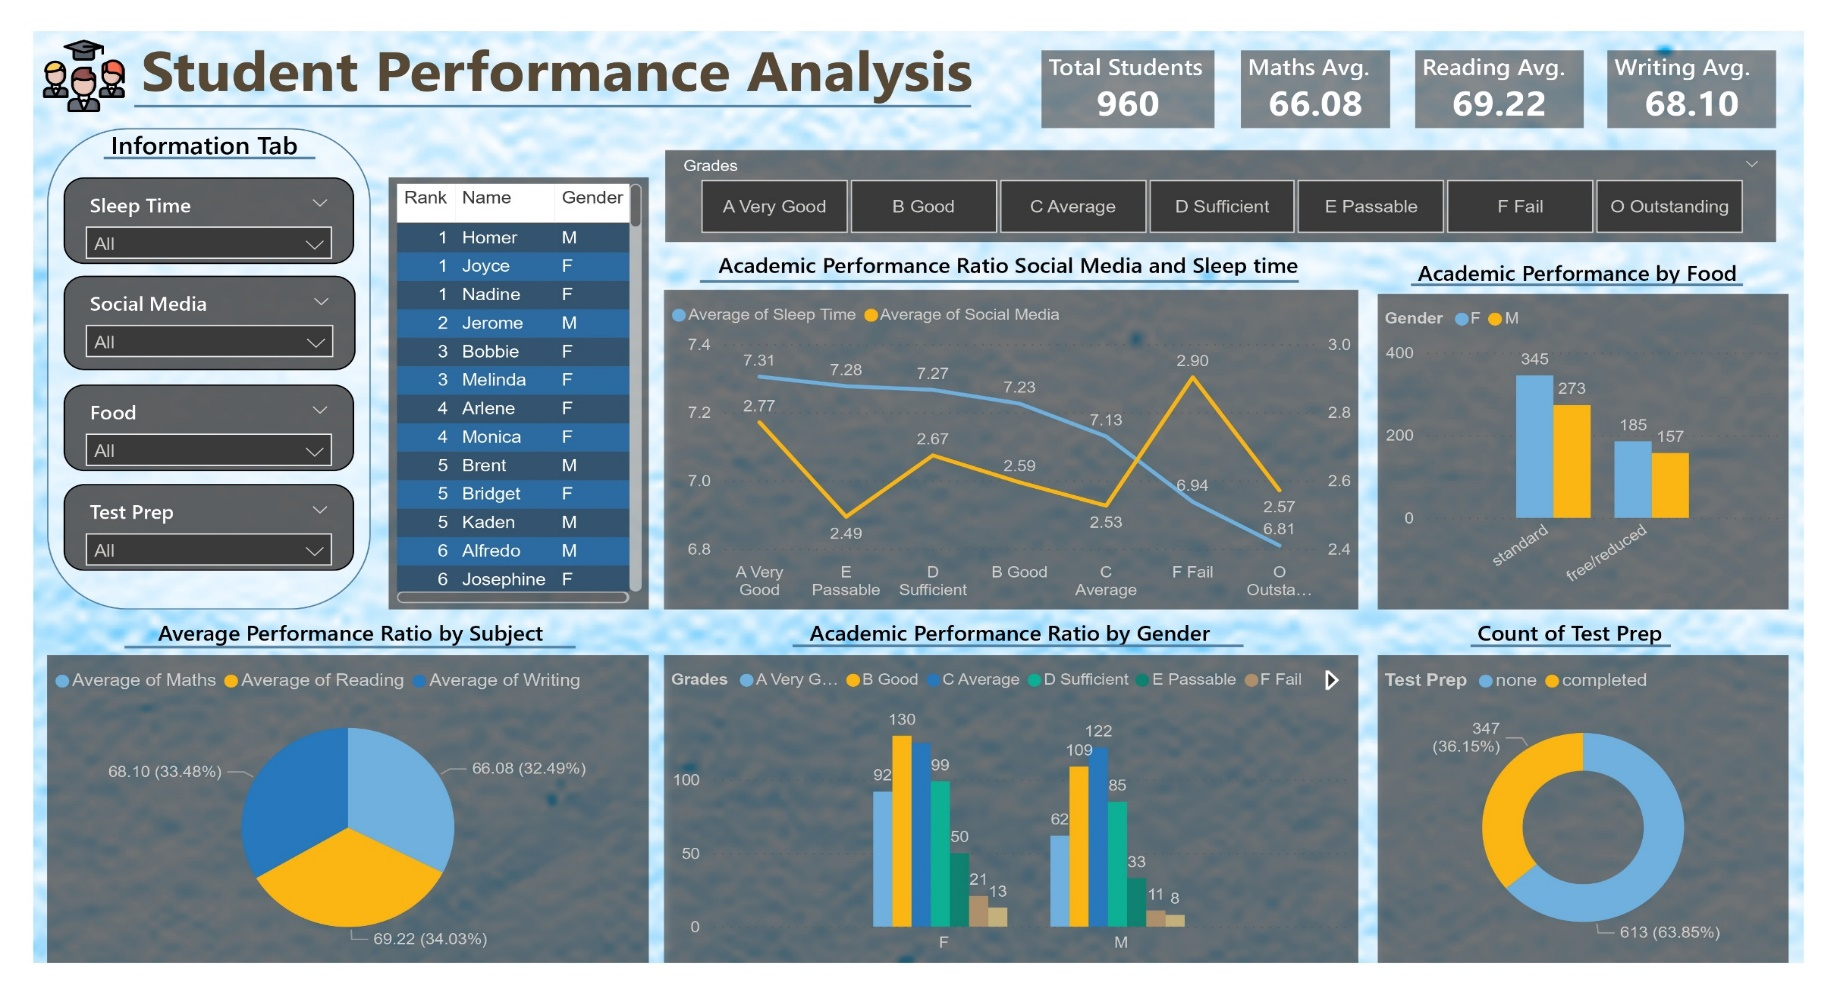 Student Performance Analysis
Total Students
960
Maths Avg.
66.08
Reading Avg.
69.22
Writing Avg.
68.10
Information Tab
Sleep Time
All
Social Media
All
Food
All
Test Prep
All
Rank Name Gender
1 Homer M
1 Joyce F
1 Nadine F
2 Jerome M
3 Bobbie F
3 Melinda F
4 Arlene F
4 Monica F
5 Brent M
5 Bridget F
5 Kaden M
6 Alfredo M
6 Josephine F
Grades
A Very Good B Good C Average D Sufficient E Passable F Fail O Outstanding
Academic Performance Ratio Social Media and Sleep time
Average of Sleep Time Average of Social Media
7.4
7.2
7.0
6.8
3.0
2.8
2.6
2.4
7.31
7.28
7.27
7.23
7.13
6.94
6.81
2.77
2.49
2.67
2.59
2.53
2.90
2.57
A Very
Good
E
Passable
D
Sufficient
B Good
C
Average
F Fail
O
Outsta...
Academic Performance by Food
Gender F M
400
200
0
345
273
185
157
standard
free/reduced
Average Performance Ratio by Subject
Average of Maths Average of Reading Average of Writing
68.10 (33.48%)
66.08 (32.49%)
69.22 (34.03%)
Academic Performance Ratio by Gender
Grades A Very G... B Good C Average D Sufficient E Passable F Fail
100
50
0
92
130
99
50
21
13
62
109
122
85
33
11
8
F
M
Count of Test Prep
Test Prep none completed
347
(36.15%)
613 (63.85%)